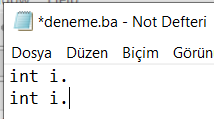 *deneme.ba - Not Defteri
Dosya Düzen Biçim Görün
int i.
int i.